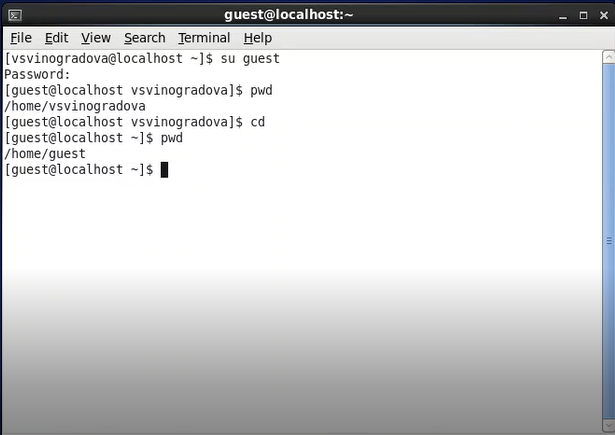 guest@localhost:~
File Edit View Search Terminal Help
[vsvinogradova@localhost ~]$ su guest
Password:
[guest@localhost vsvinogradova]$ pwd
/home/vsvinogradova
[guest@localhost vsvinogradova]$ cd
[guest@localhost ~]$ pwd
/home/guest
[guest@localhost ~]$